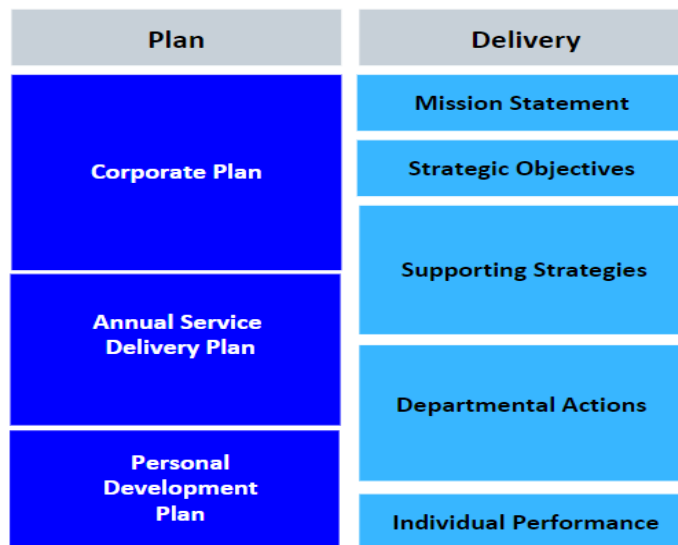 Plan
Delivery
Corporate Plan
Mission Statement
Strategic Objectives
Supporting Strategies
Annual Service
Delivery Plan
Departmental Actions
Personal
Development
Plan
Individual Performance